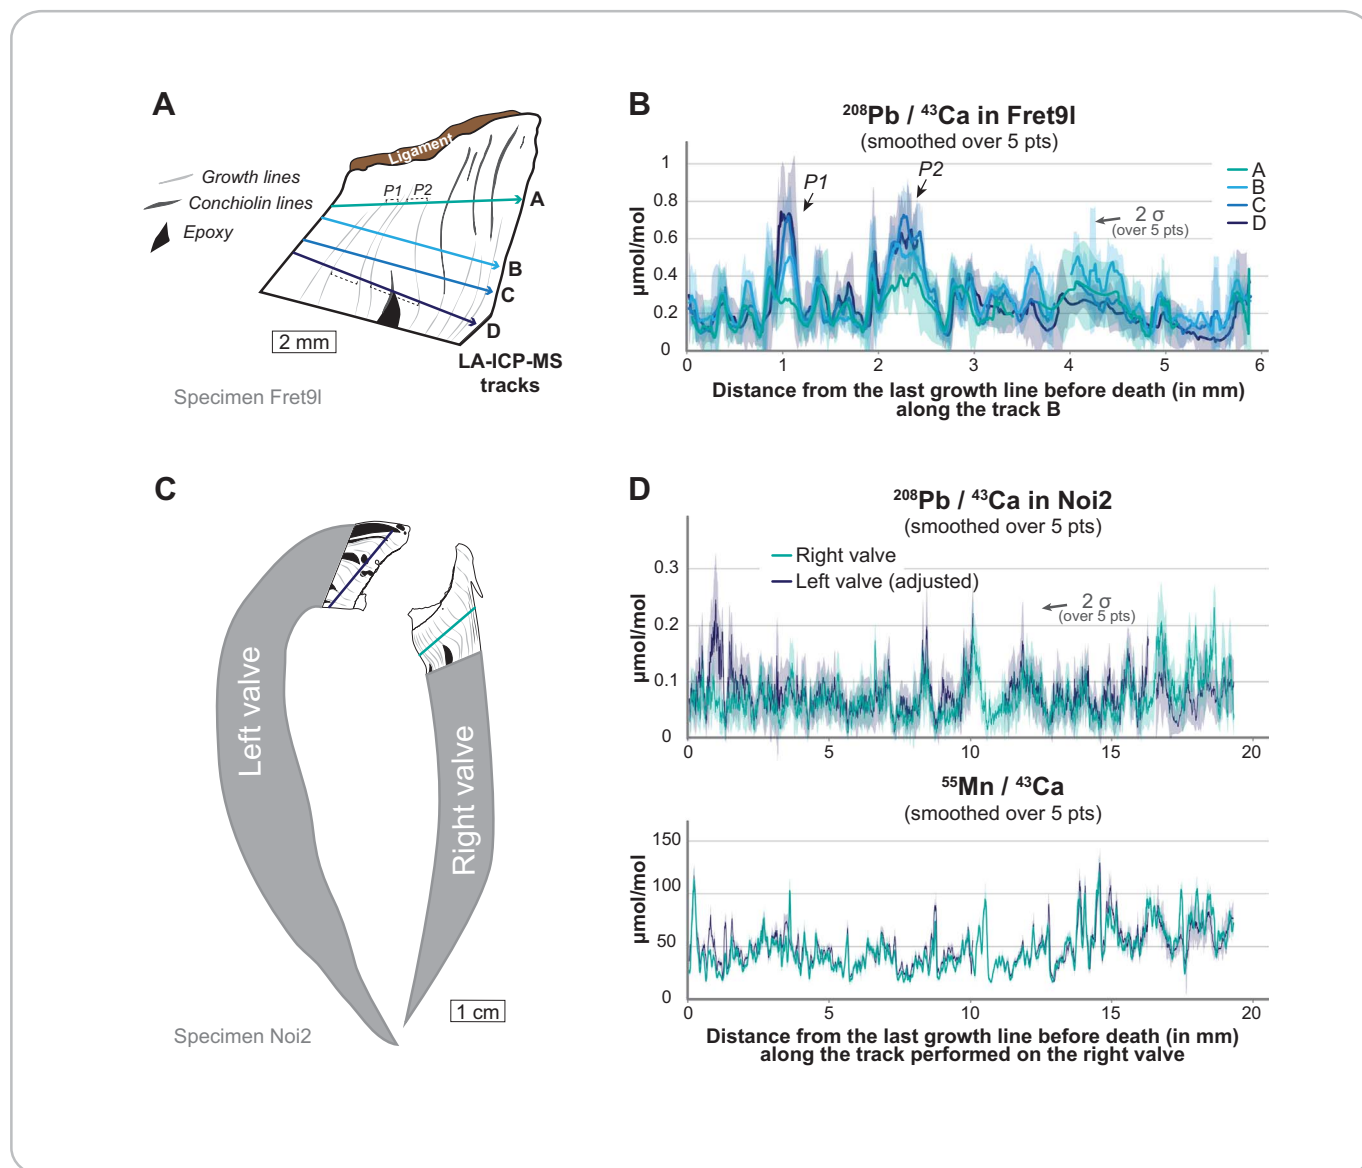 A
Ligament
Growth lines
Conchiolin lines
Epoxy
P1 P2
A
B
C
D
2 mm
LA-ICP-MS
tracks
Specimen Fret9l
B
²⁰⁸Pb / ⁴³Ca in Fret9l
(smoothed over 5 pts)
P1
P2
A
B
C
D
2 σ
(over 5 pts)
µmol/mol
1
0.8
0.6
0.4
0.2
0
0 1 2 3 4 5 6
Distance from the last growth line before death (in mm)
along the track B
C
Left valve
Right valve
1 cm
Specimen Noi2
D
²⁰⁸Pb / ⁴³Ca in Noi2
(smoothed over 5 pts)
Right valve
Left valve (adjusted)
2 σ
(over 5 pts)
µmol/mol
0.3
0.2
0.1
0
0 5 10 15 20
⁵⁵Mn / ⁴³Ca
(smoothed over 5 pts)
µmol/mol
150
100
50
0
0 5 10 15 20
Distance from the last growth line before death (in mm)
along the track performed on the right valve